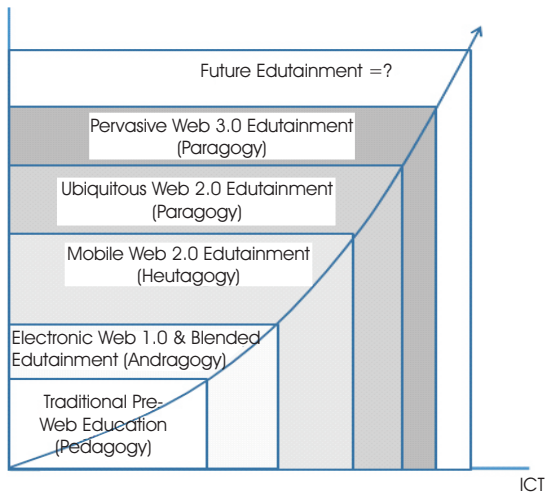 Future Edutainment =?
Pervasive Web 3.0 Edutainment
(Paragogy)
Ubiquitous Web 2.0 Edutainment
(Paragogy)
Mobile Web 2.0 Edutainment
(Heutagogy)
Electronic Web 1.0 & Blended
Edutainment (Andragogy)
Traditional Pre-
Web Education
(Pedagogy)
ICT